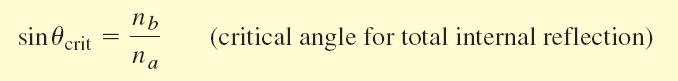 sin θcrit = nb/na (critical angle for total internal reflection)